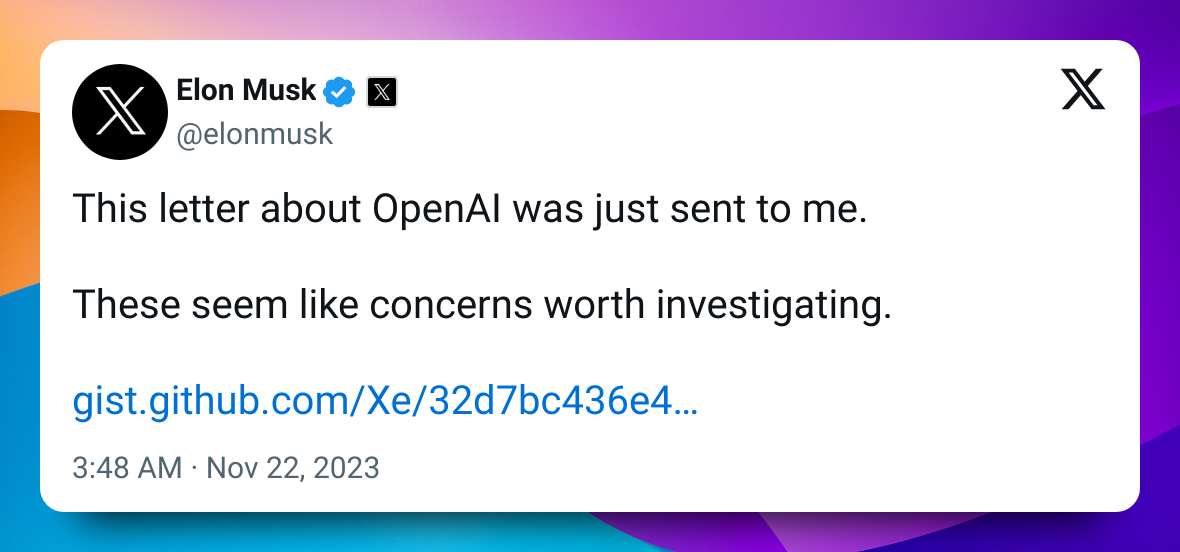 Elon Musk
@elonmusk
This letter about OpenAI was just sent to me.
These seem like concerns worth investigating.
gist.github.com/Xe/32d7bc436e4…
3:48 AM · Nov 22, 2023